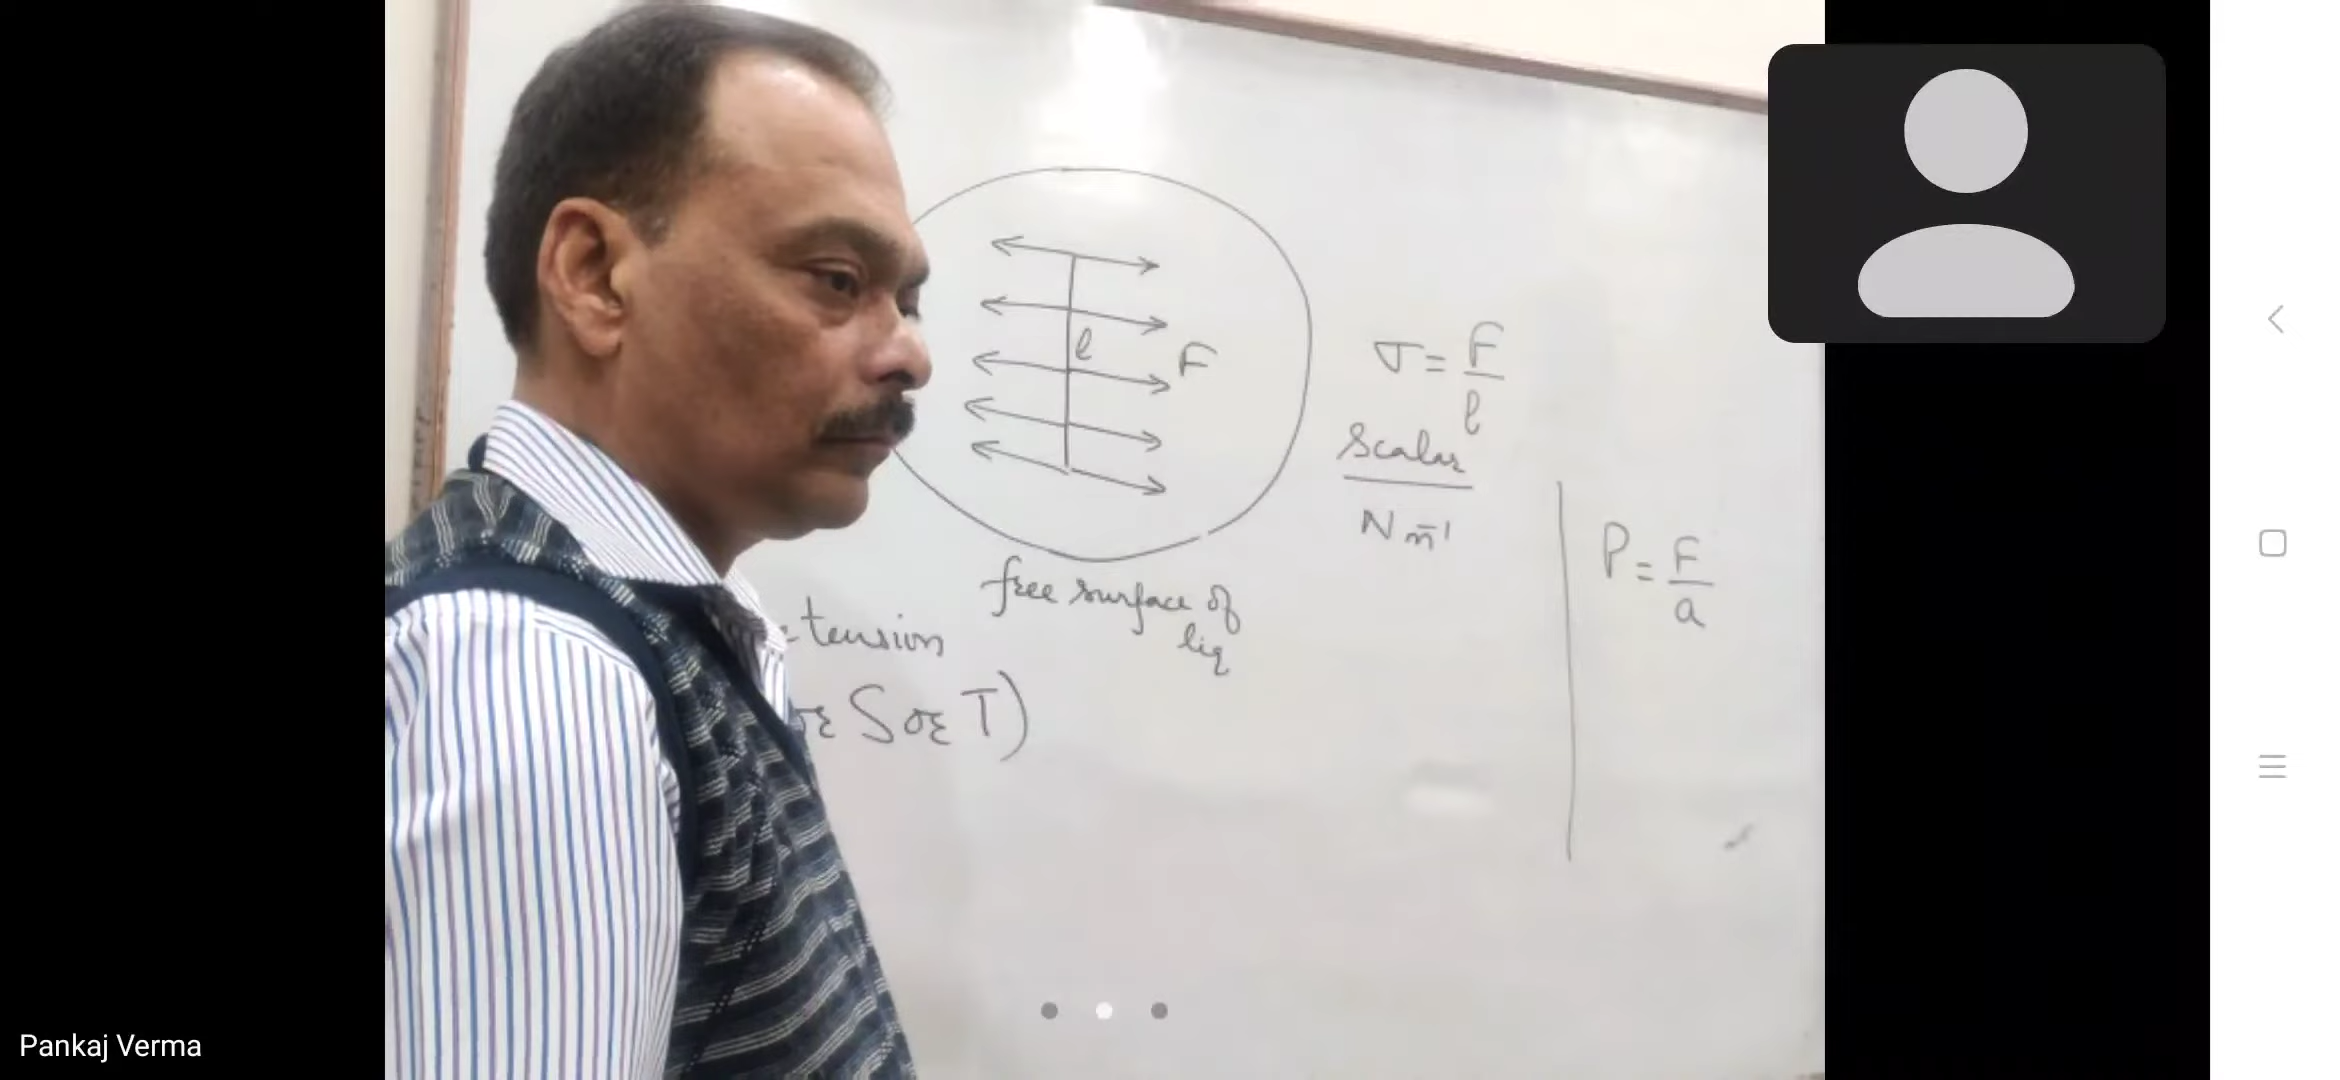 l
F
σ = F/l
Scalar
N m⁻¹
P = F/a
free surface of
liq
tension
S or T)
Pankaj Verma